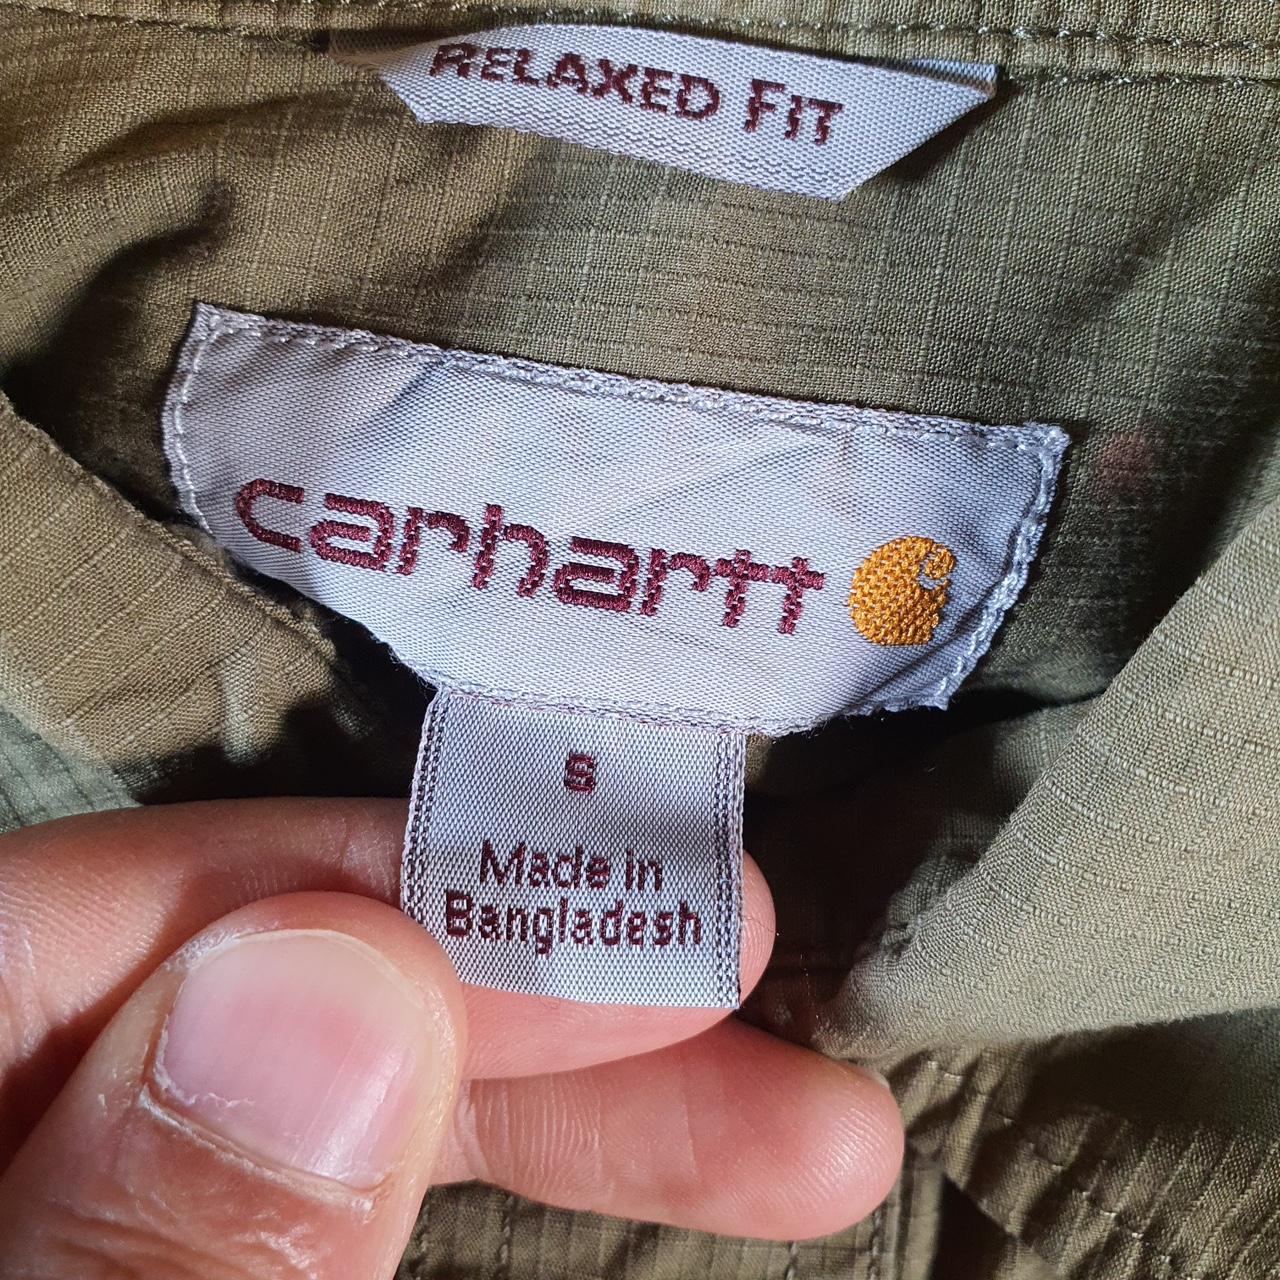 RELAXED FIT
carhartt
S
Made in
Bangladesh